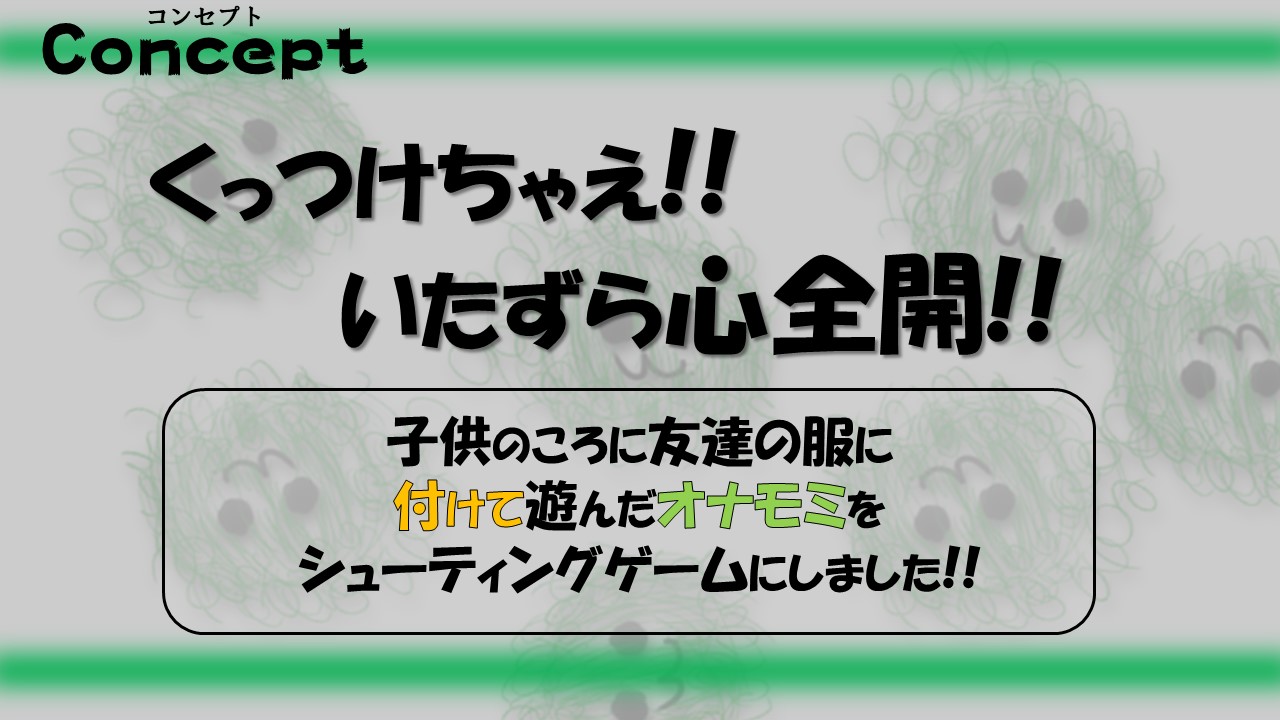 コンセプト
Concept
くっつけちゃえ!!
いたずら心全開!!
子供のころに友達の服に
付けて遊んだオナモミを
シューティングゲームにしました!!